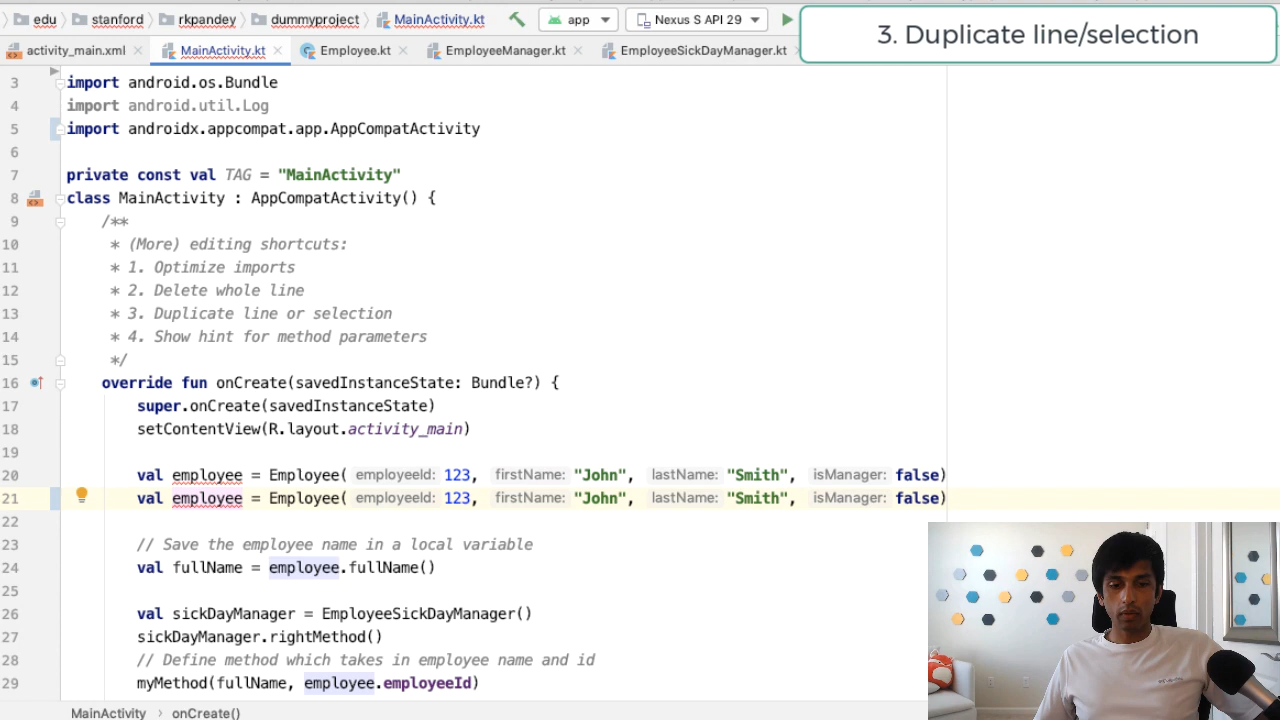 edu stanford rkpandey dummyproject MainActivity.kt app Nexus S API 29
3. Duplicate line/selection
activity_main.xml MainActivity.kt Employee.kt EmployeeManager.kt EmployeeSickDayManager.kt
3 import android.os.Bundle
4 import android.util.Log
5 import androidx.appcompat.app.AppCompatActivity
6
7 private const val TAG = "MainActivity"
8 class MainActivity : AppCompatActivity() {
9 /**
10 * (More) editing shortcuts:
11 * 1. Optimize imports
12 * 2. Delete whole line
13 * 3. Duplicate line or selection
14 * 4. Show hint for method parameters
15 */
16 override fun onCreate(savedInstanceState: Bundle?) {
17 super.onCreate(savedInstanceState)
18 setContentView(R.layout.activity_main)
19
20 val employee = Employee( employeeId: 123, firstName: "John", lastName: "Smith", isManager: false)
21 val employee = Employee( employeeId: 123, firstName: "John", lastName: "Smith", isManager: false)
22
23 // Save the employee name in a local variable
24 val fullName = employee.fullName()
25
26 val sickDayManager = EmployeeSickDayManager()
27 sickDayManager.rightMethod()
28 // Define method which takes in employee name and id
29 myMethod(fullName, employee.employeeId)
MainActivity › onCreate()